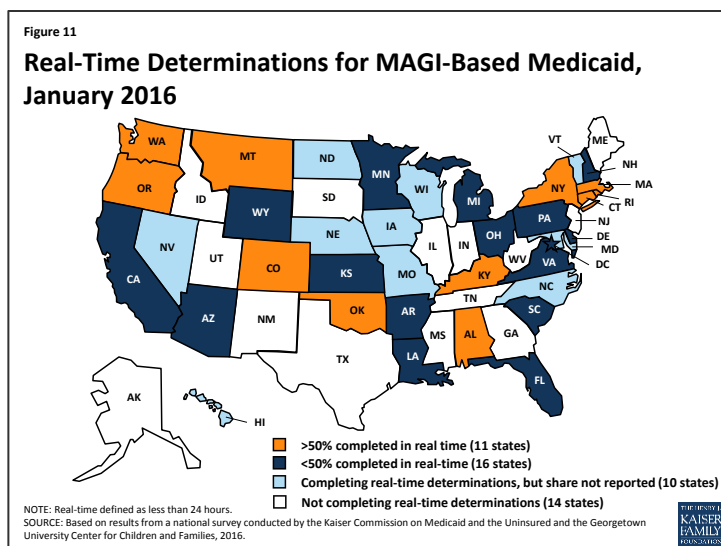 Figure 11
Real-Time Determinations for MAGI-Based Medicaid,
January 2016
WA
OR
CA
NV
ID
MT
WY
UT
AZ
CO
NM
ND
SD
NE
KS
OK
TX
MN
IA
MO
AR
LA
WI
IL
MS
MI
IN
KY
TN
AL
OH
WV
GA
FL
SC
NC
VA
PA
NY
VT
ME
NH
MA
RI
CT
NJ
DE
MD
DC
AK
HI
>50% completed in real time (11 states)
<50% completed in real-time (16 states)
Completing real-time determinations, but share not reported (10 states)
Not completing real-time determinations (14 states)
NOTE: Real-time defined as less than 24 hours.
SOURCE: Based on results from a national survey conducted by the Kaiser Commission on Medicaid and the Uninsured and the Georgetown
University Center for Children and Families, 2016.
THE HENRY J.
KAISER
FAMILY
FOUNDATION